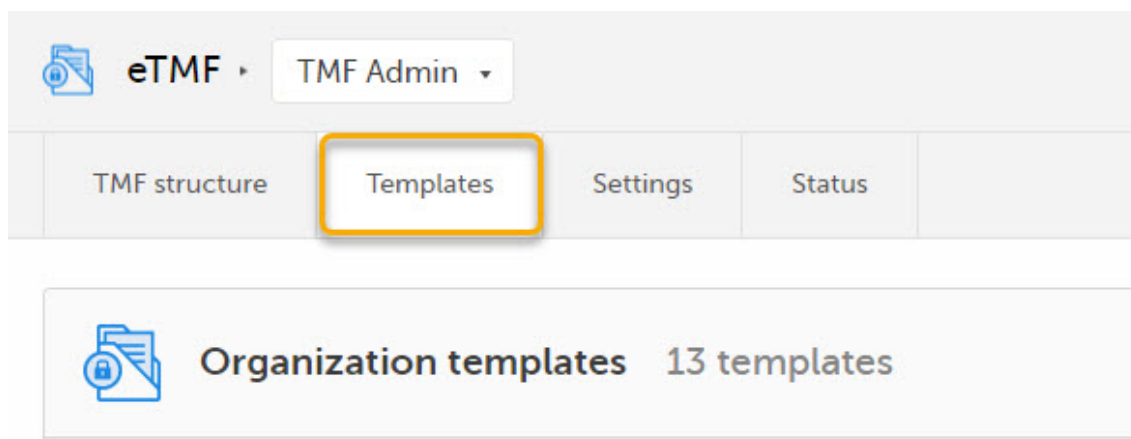 eTMF TMF Admin
TMF structure Templates Settings Status
Organization templates 13 templates